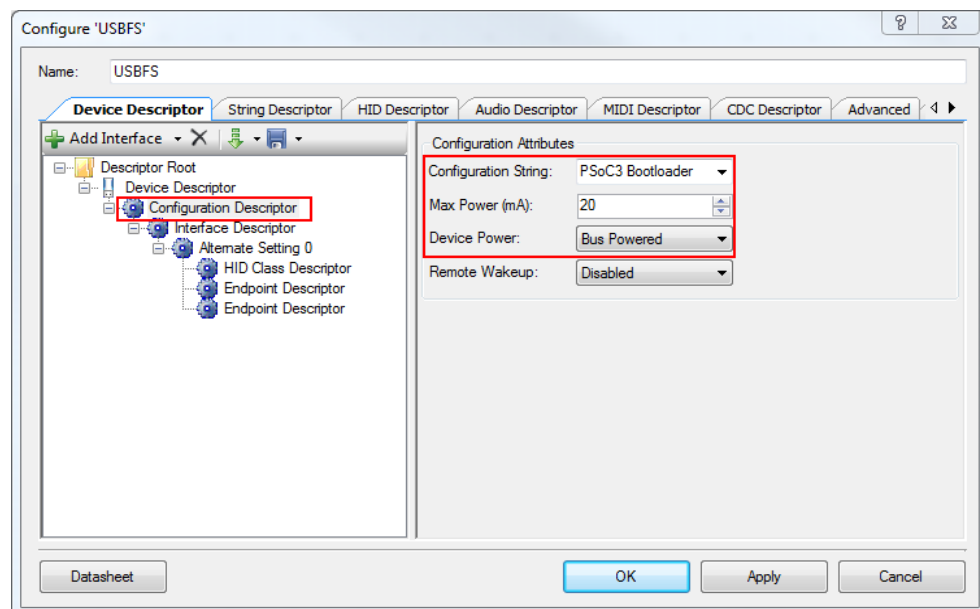 Configure 'USBFS'
Name: USBFS
Device Descriptor String Descriptor HID Descriptor Audio Descriptor MIDI Descriptor CDC Descriptor Advanced
Add Interface
Descriptor Root
Device Descriptor
Configuration Descriptor
Interface Descriptor
Alternate Setting 0
HID Class Descriptor
Endpoint Descriptor
Endpoint Descriptor
Configuration Attributes
Configuration String: PSoC3 Bootloader
Max Power (mA): 20
Device Power: Bus Powered
Remote Wakeup: Disabled
Datasheet OK Apply Cancel